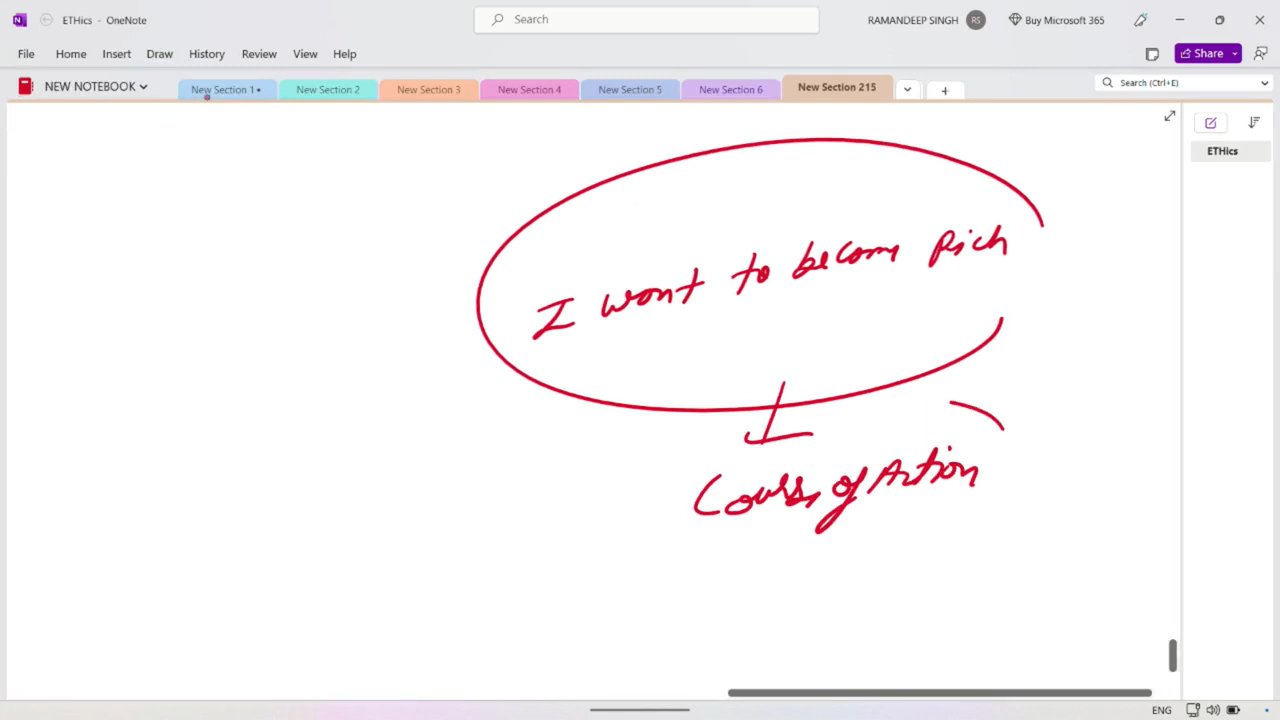 EThics - OneNote
Search
RAMANDEEP SINGH RS
Buy Microsoft 365
File Home Insert Draw History Review View Help
Share
NEW NOTEBOOK
New Section 1 New Section 2 New Section 3 New Section 4 New Section 5 New Section 6 New Section 215 +
Search (Ctrl+E)
EThics
I want to become Rich
Course of Action
ENG